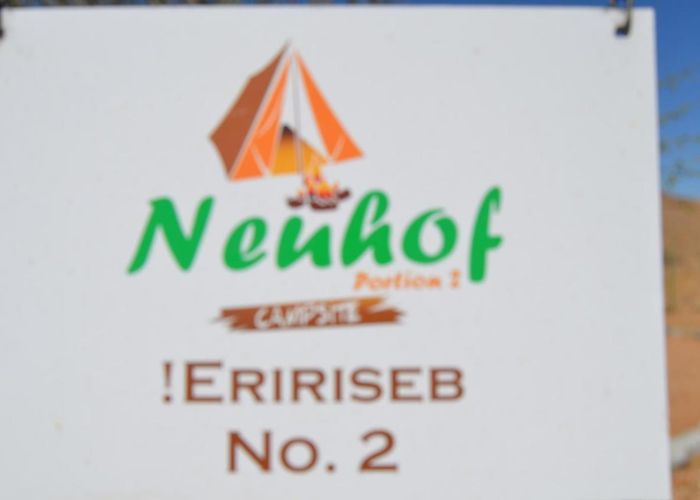 Neuhof
Portion 2
CAMPSITE
!ERIRISEB
No. 2